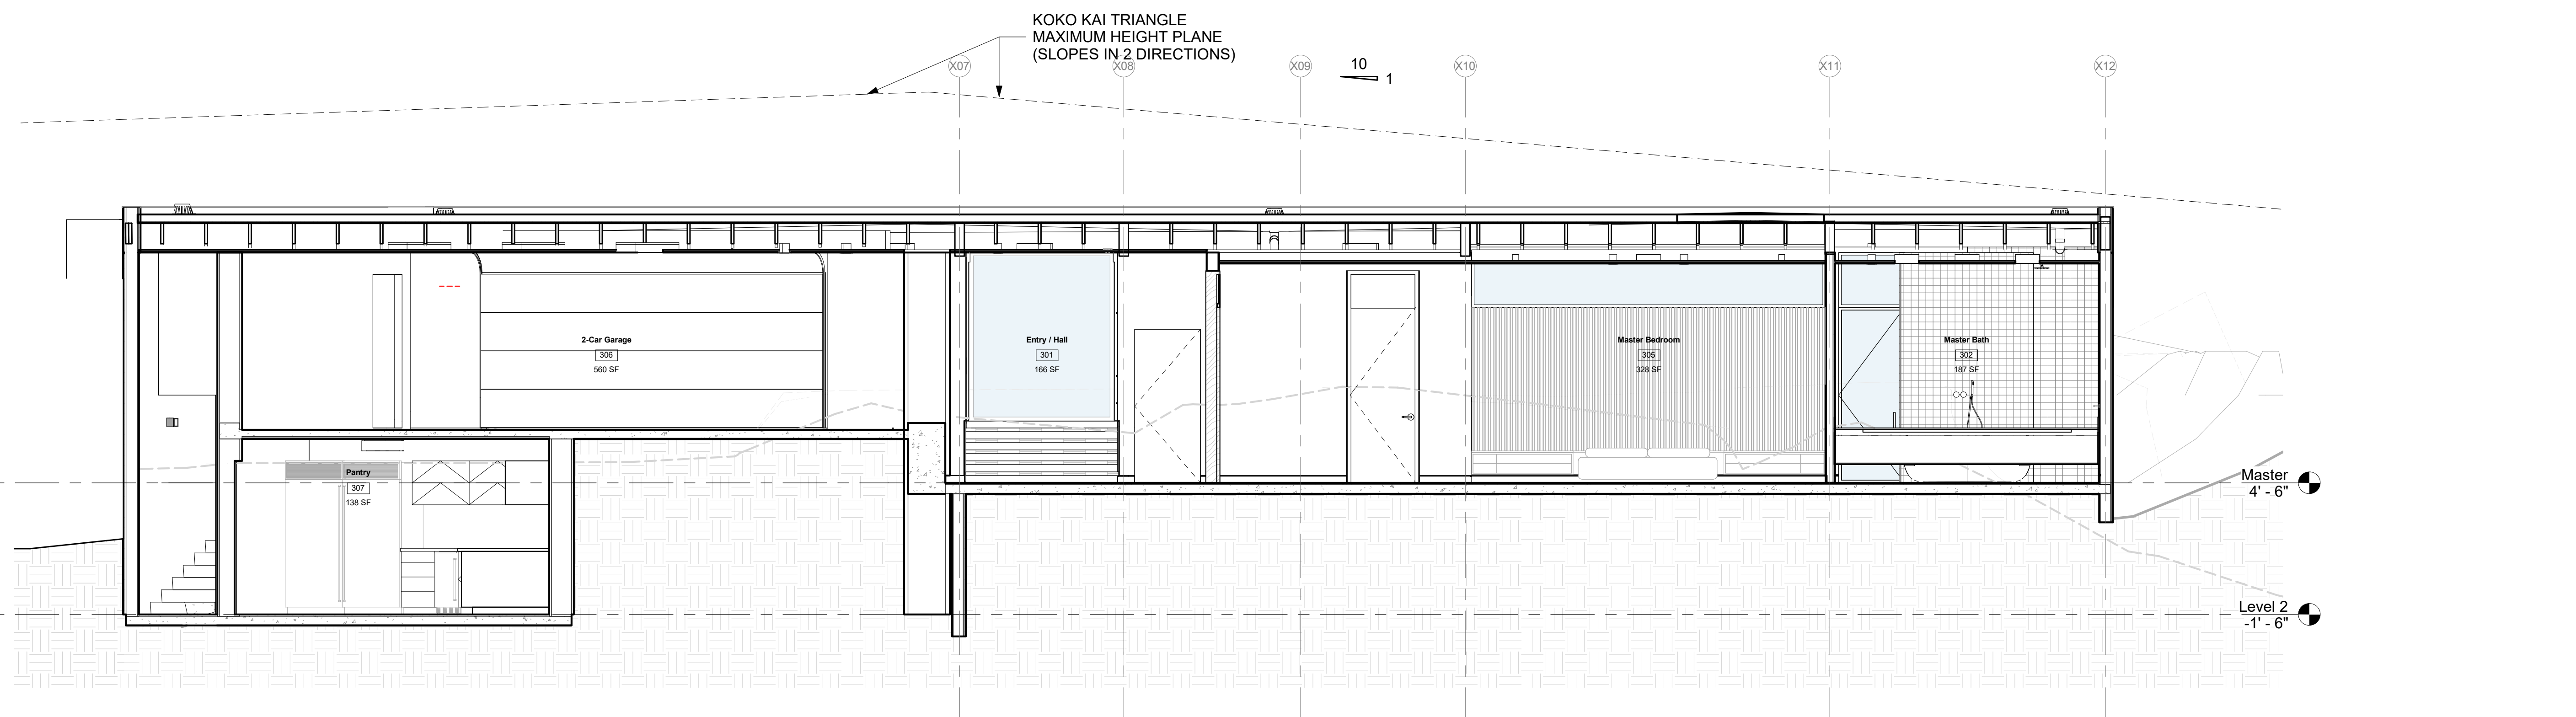 KOKO KAI TRIANGLE
MAXIMUM HEIGHT PLANE
(SLOPES IN 2 DIRECTIONS)
X07
X08
X09
X10
10
1
X11
X12
2-Car Garage
306
560 SF
Entry / Hall
301
166 SF
Master Bedroom
305
328 SF
Master Bath
302
187 SF
Pantry
307
138 SF
Master
4' - 6"
Level 2
-1' - 6"